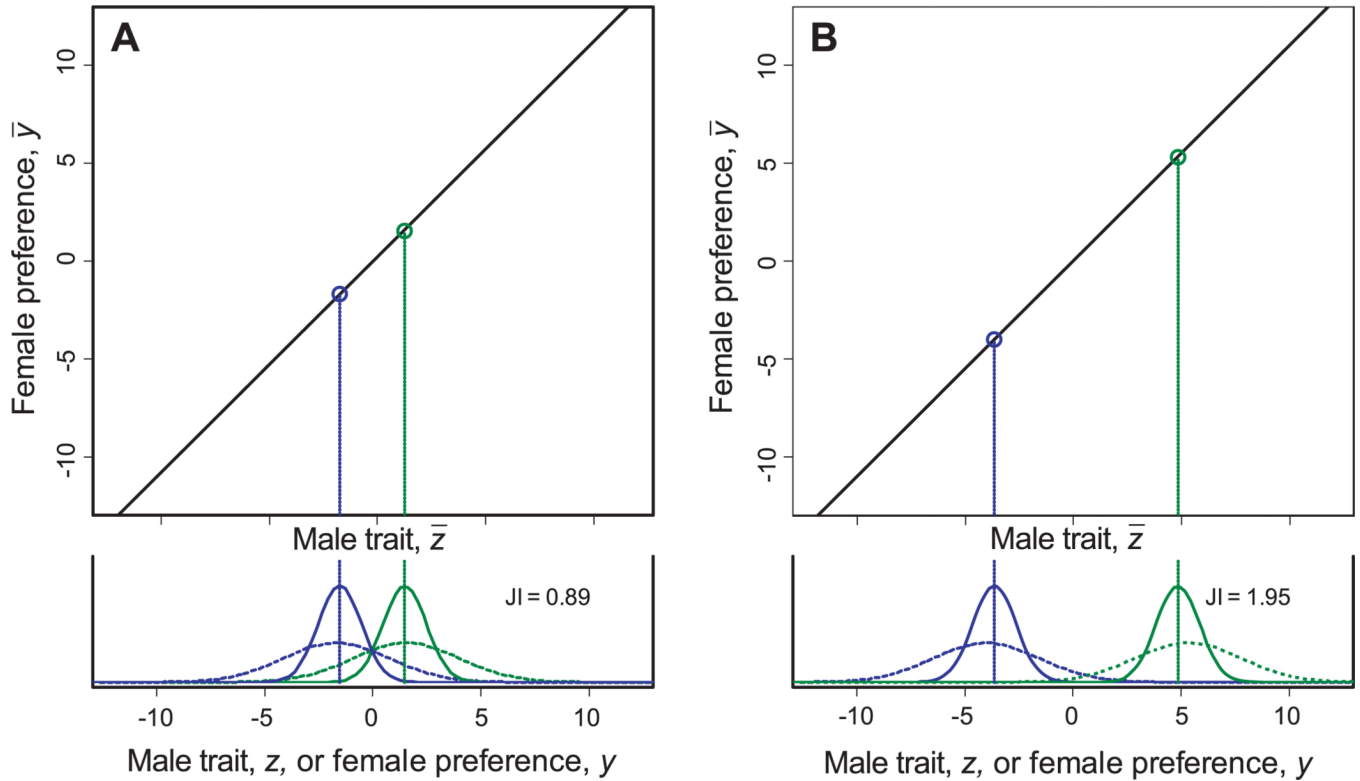 A
10
5
0
-5
-10
Female preference, y̅
Male trait, z̅
JI = 0.89
-10 -5 0 5 10
Male trait, z, or female preference, y
B
10
5
0
-5
-10
Female preference, y̅
Male trait, z̅
JI = 1.95
-10 -5 0 5 10
Male trait, z, or female preference, y